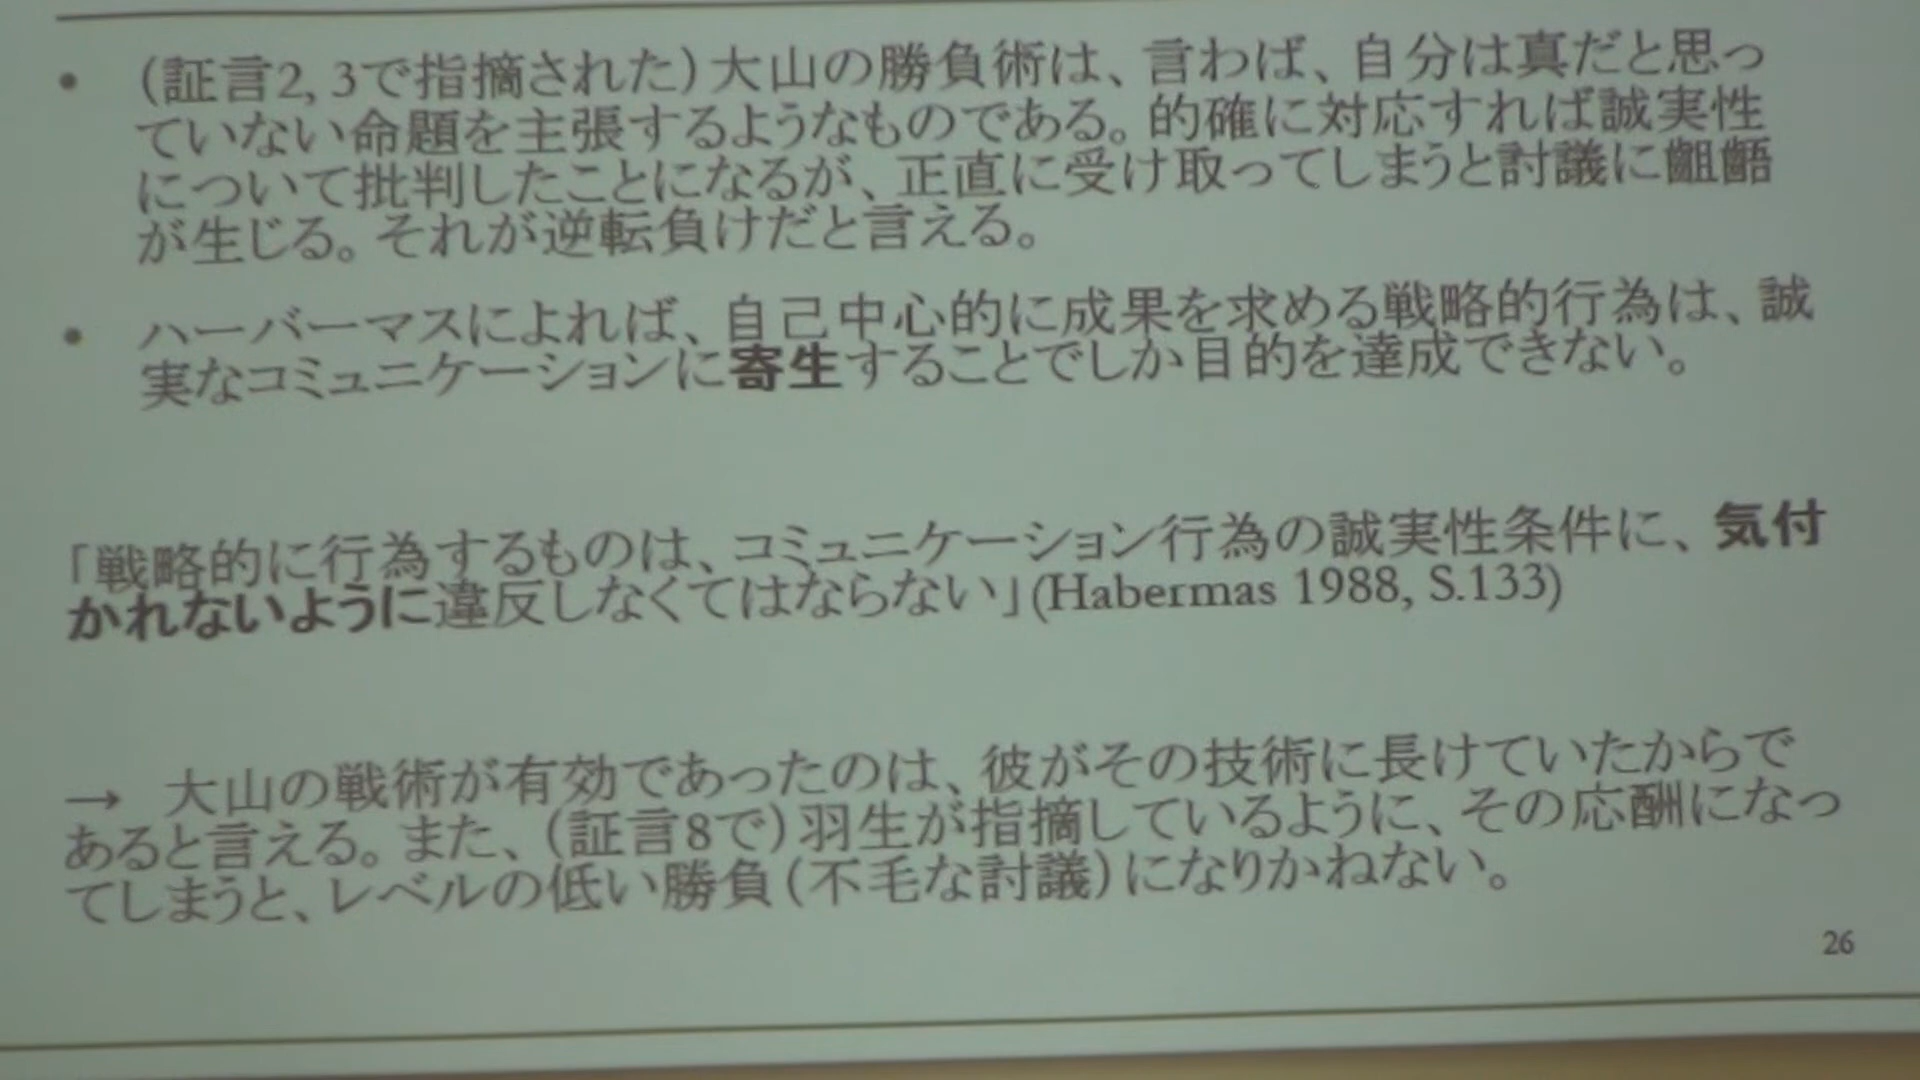 • （証言2, 3で指摘された）大山の勝負術は、言わば、自分は真だと思っ
ていない命題を主張するようなものである。的確に対応すれば誠実性
について批判したことになるが、正直に受け取ってしまうと討議に齟齬
が生じる。それが逆転負けだと言える。
• ハーバーマスによれば、自己中心的に成果を求める戦略的行為は、誠
実なコミュニケーションに寄生することでしか目的を達成できない。
「戦略的に行為するものは、コミュニケーション行為の誠実性条件に、気付
かれないように違反しなくてはならない」(Habermas 1988, S.133)
→ 大山の戦術が有効であったのは、彼がその技術に長けていたからで
あると言える。また、（証言8で）羽生が指摘しているように、その応酬になっ
てしまうと、レベルの低い勝負（不毛な討議）になりかねない。
26